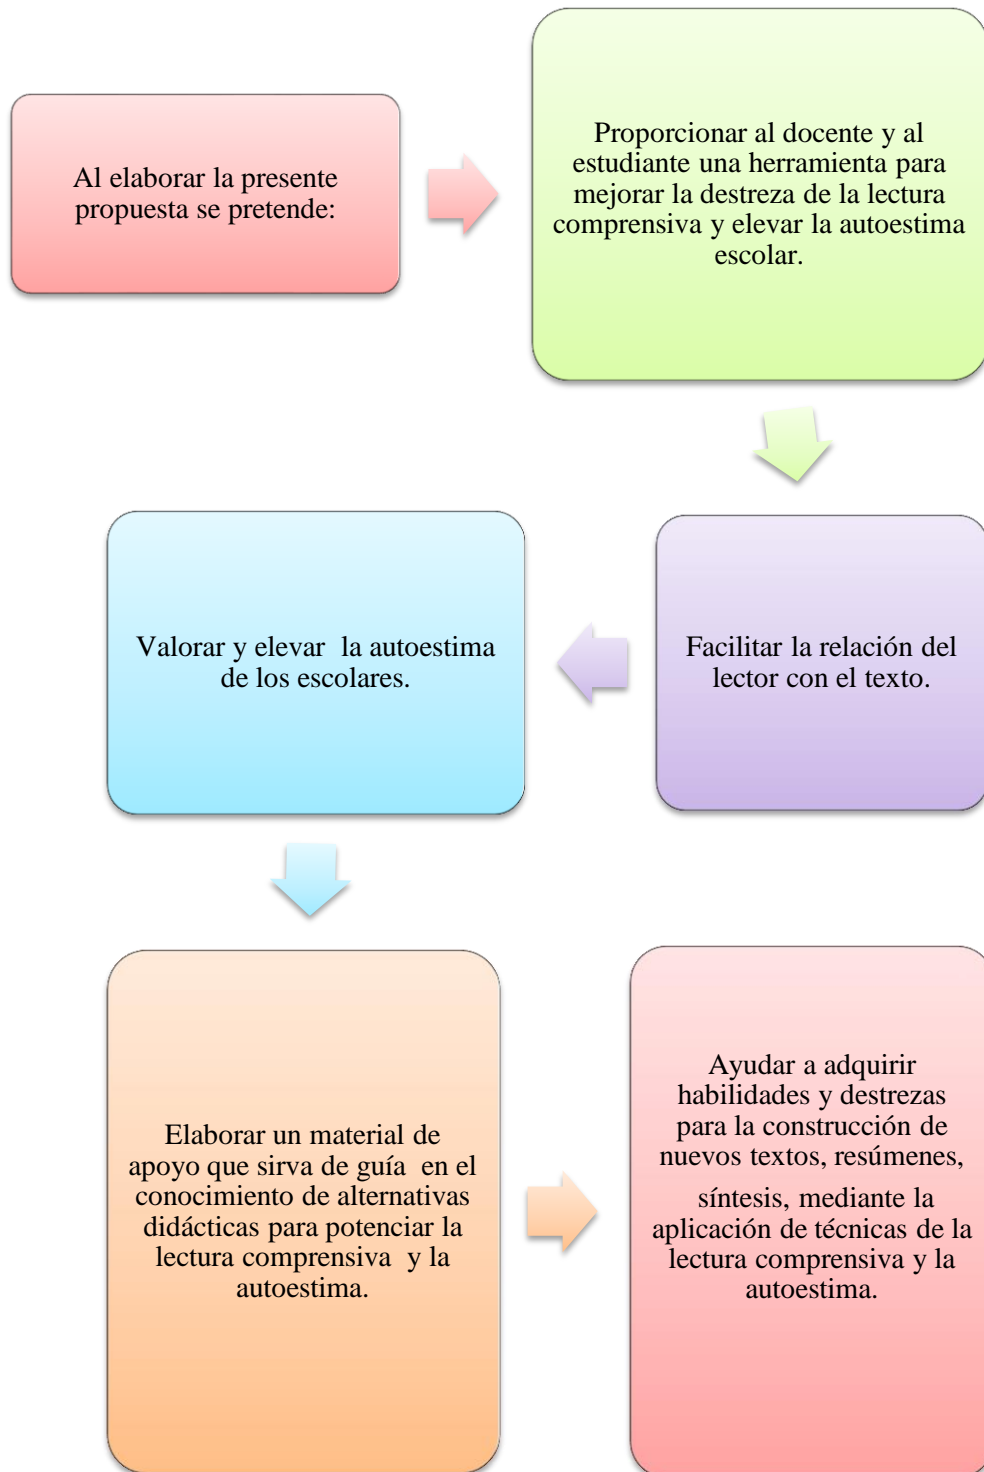 Al elaborar la presente
propuesta se pretende:
Proporcionar al docente y al
estudiante una herramienta para
mejorar la destreza de la lectura
comprensiva y elevar la autoestima
escolar.
Facilitar la relación del
lector con el texto.
Valorar y elevar  la autoestima
de los escolares.
Elaborar un material de
apoyo que sirva de guía  en el
conocimiento de alternativas
didácticas para potenciar la
lectura comprensiva  y la
autoestima.
Ayudar a adquirir
habilidades y destrezas
para la construcción de
nuevos textos, resúmenes,
síntesis, mediante la
aplicación de técnicas de la
lectura comprensiva y la
autoestima.